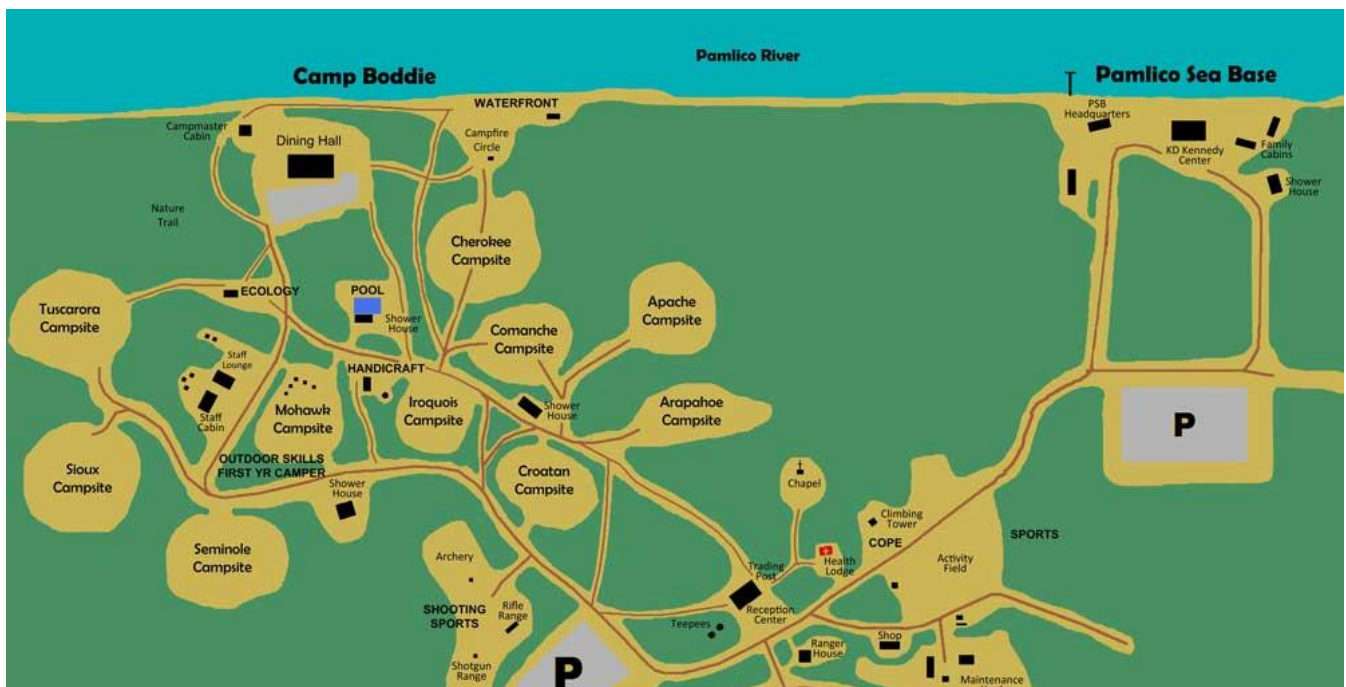 Pamlico River
Camp Boddie
Pamlico Sea Base
WATERFRONT
PSB
Headquarters
Campmaster
Cabin
Dining Hall
Campfire
Circle
KD Kennedy
Center
Family
Cabins
Shower
House
Nature
Trail
Cherokee
Campsite
ECOLOGY
POOL
Shower
House
Tuscarora
Campsite
Apache
Campsite
Comanche
Campsite
Staff
Lounge
HANDICRAFT
Staff
Cabin
Mohawk
Campsite
Iroquois
Campsite
Shower
House
Arapahoe
Campsite
P
OUTDOOR SKILLS
FIRST YR CAMPER
Sioux
Campsite
Shower
House
Croatan
Campsite
Chapel
Climbing
Tower
COPE
SPORTS
Seminole
Campsite
Archery
Trading
Post
Health
Lodge
Activity
Field
SHOOTING
SPORTS
Rifle
Range
Reception
Center
Teepees
Ranger
House
Shop
Shotgun
Range
P
Maintenance